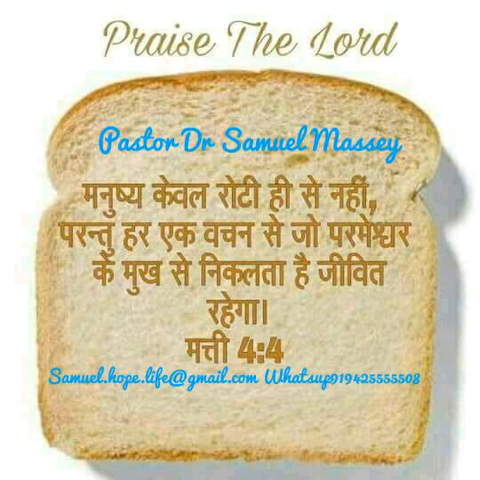 Praise The Lord
Pastor Dr Samuel Massey
मनुष्य केवल रोटी ही से नहीं,
परन्तु हर एक वचन से जो परमेश्वर
के मुख से निकलता है जीवित
रहेगा।
मत्ती 4:4
Samuel.hope.life@gmail.com Whatsup919425555508